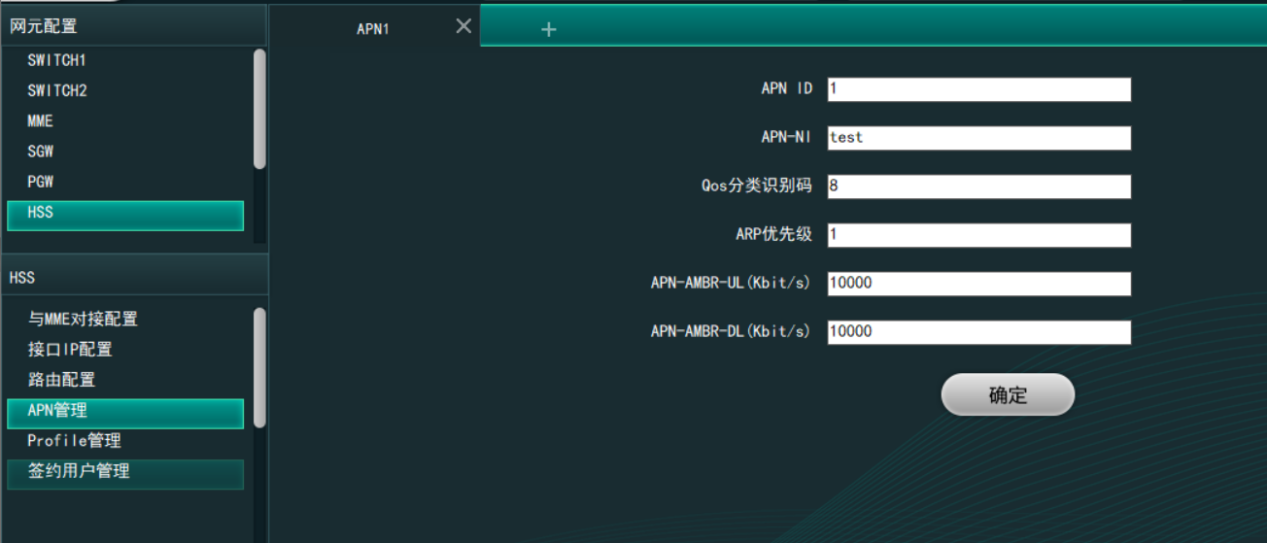 网元配置
SWITCH1
SWITCH2
MME
SGW
PGW
HSS
HSS
与MME对接配置
接口IP配置
路由配置
APN管理
Profile管理
签约用户管理
APN1
APN ID 1
APN-NI test
Qos分类识别码 8
ARP优先级 1
APN-AMBR-UL(Kbit/s) 10000
APN-AMBR-DL(Kbit/s) 10000
确定